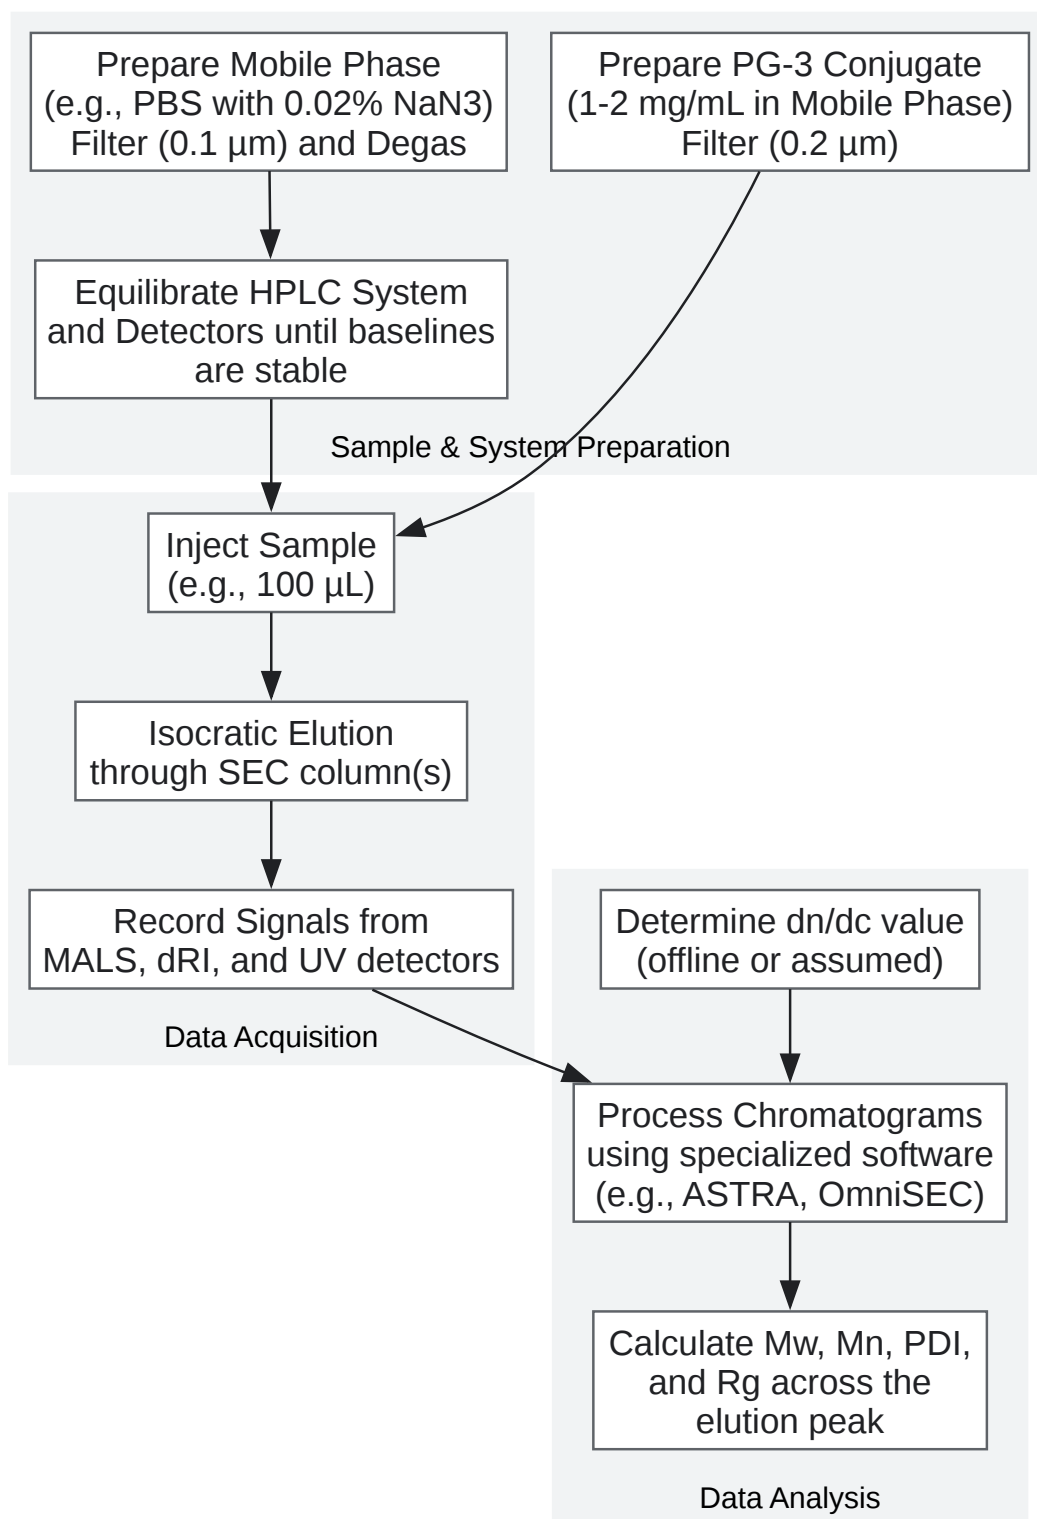 Prepare Mobile Phase
(e.g., PBS with 0.02% NaN3)
Filter (0.1 µm) and Degas
Prepare PG-3 Conjugate
(1-2 mg/mL in Mobile Phase)
Filter (0.2 µm)
Equilibrate HPLC System
and Detectors until baselines
are stable
Sample & System Preparation
Inject Sample
(e.g., 100 µL)
Isocratic Elution
through SEC column(s)
Record Signals from
MALS, dRI, and UV detectors
Data Acquisition
Determine dn/dc value
(offline or assumed)
Process Chromatograms
using specialized software
(e.g., ASTRA, OmniSEC)
Calculate Mw, Mn, PDI,
and Rg across the
elution peak
Data Analysis